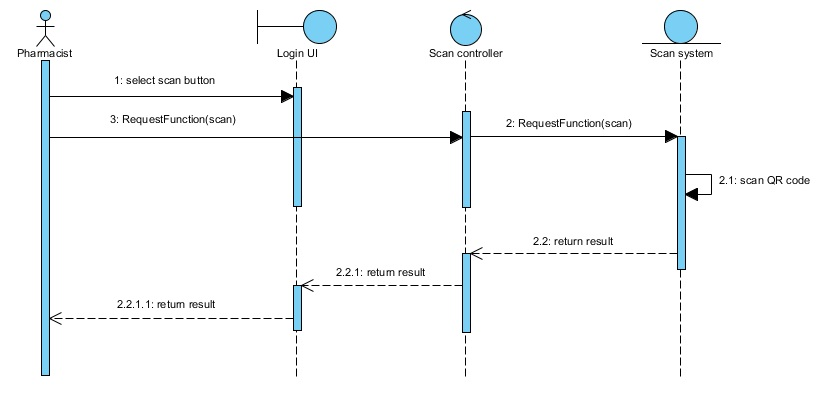 Pharmacist
Login UI
Scan controller
Scan system
1: select scan button
3: RequestFunction(scan)
2: RequestFunction(scan)
2.1: scan QR code
2.2: return result
2.2.1: return result
2.2.1.1: return result